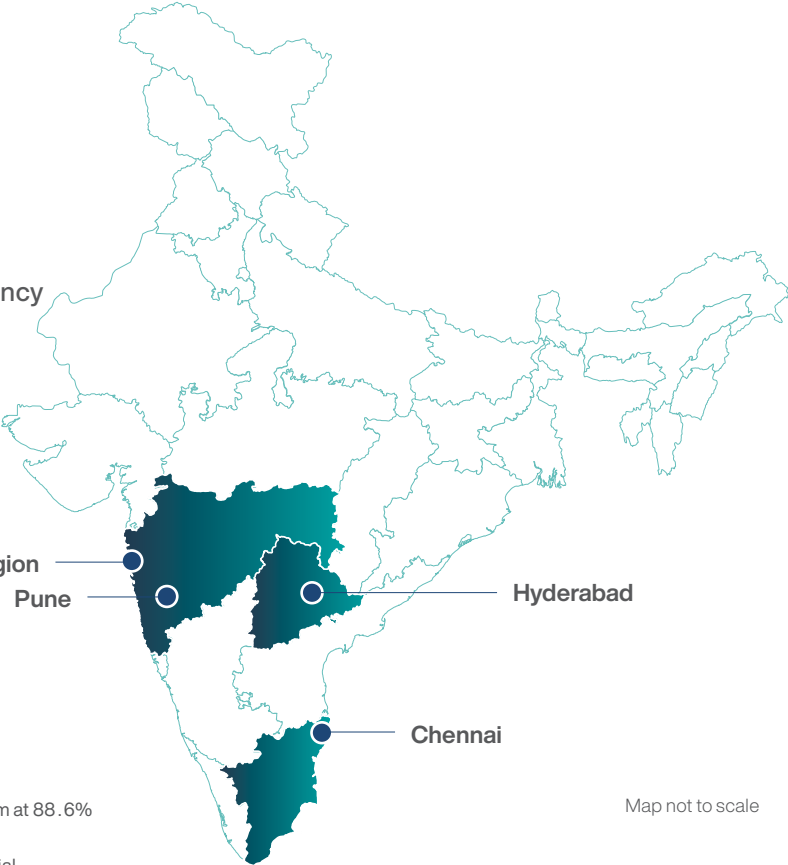 ncy
gion
Pune
Hyderabad
Chennai
m at 88.6%
Map not to scale